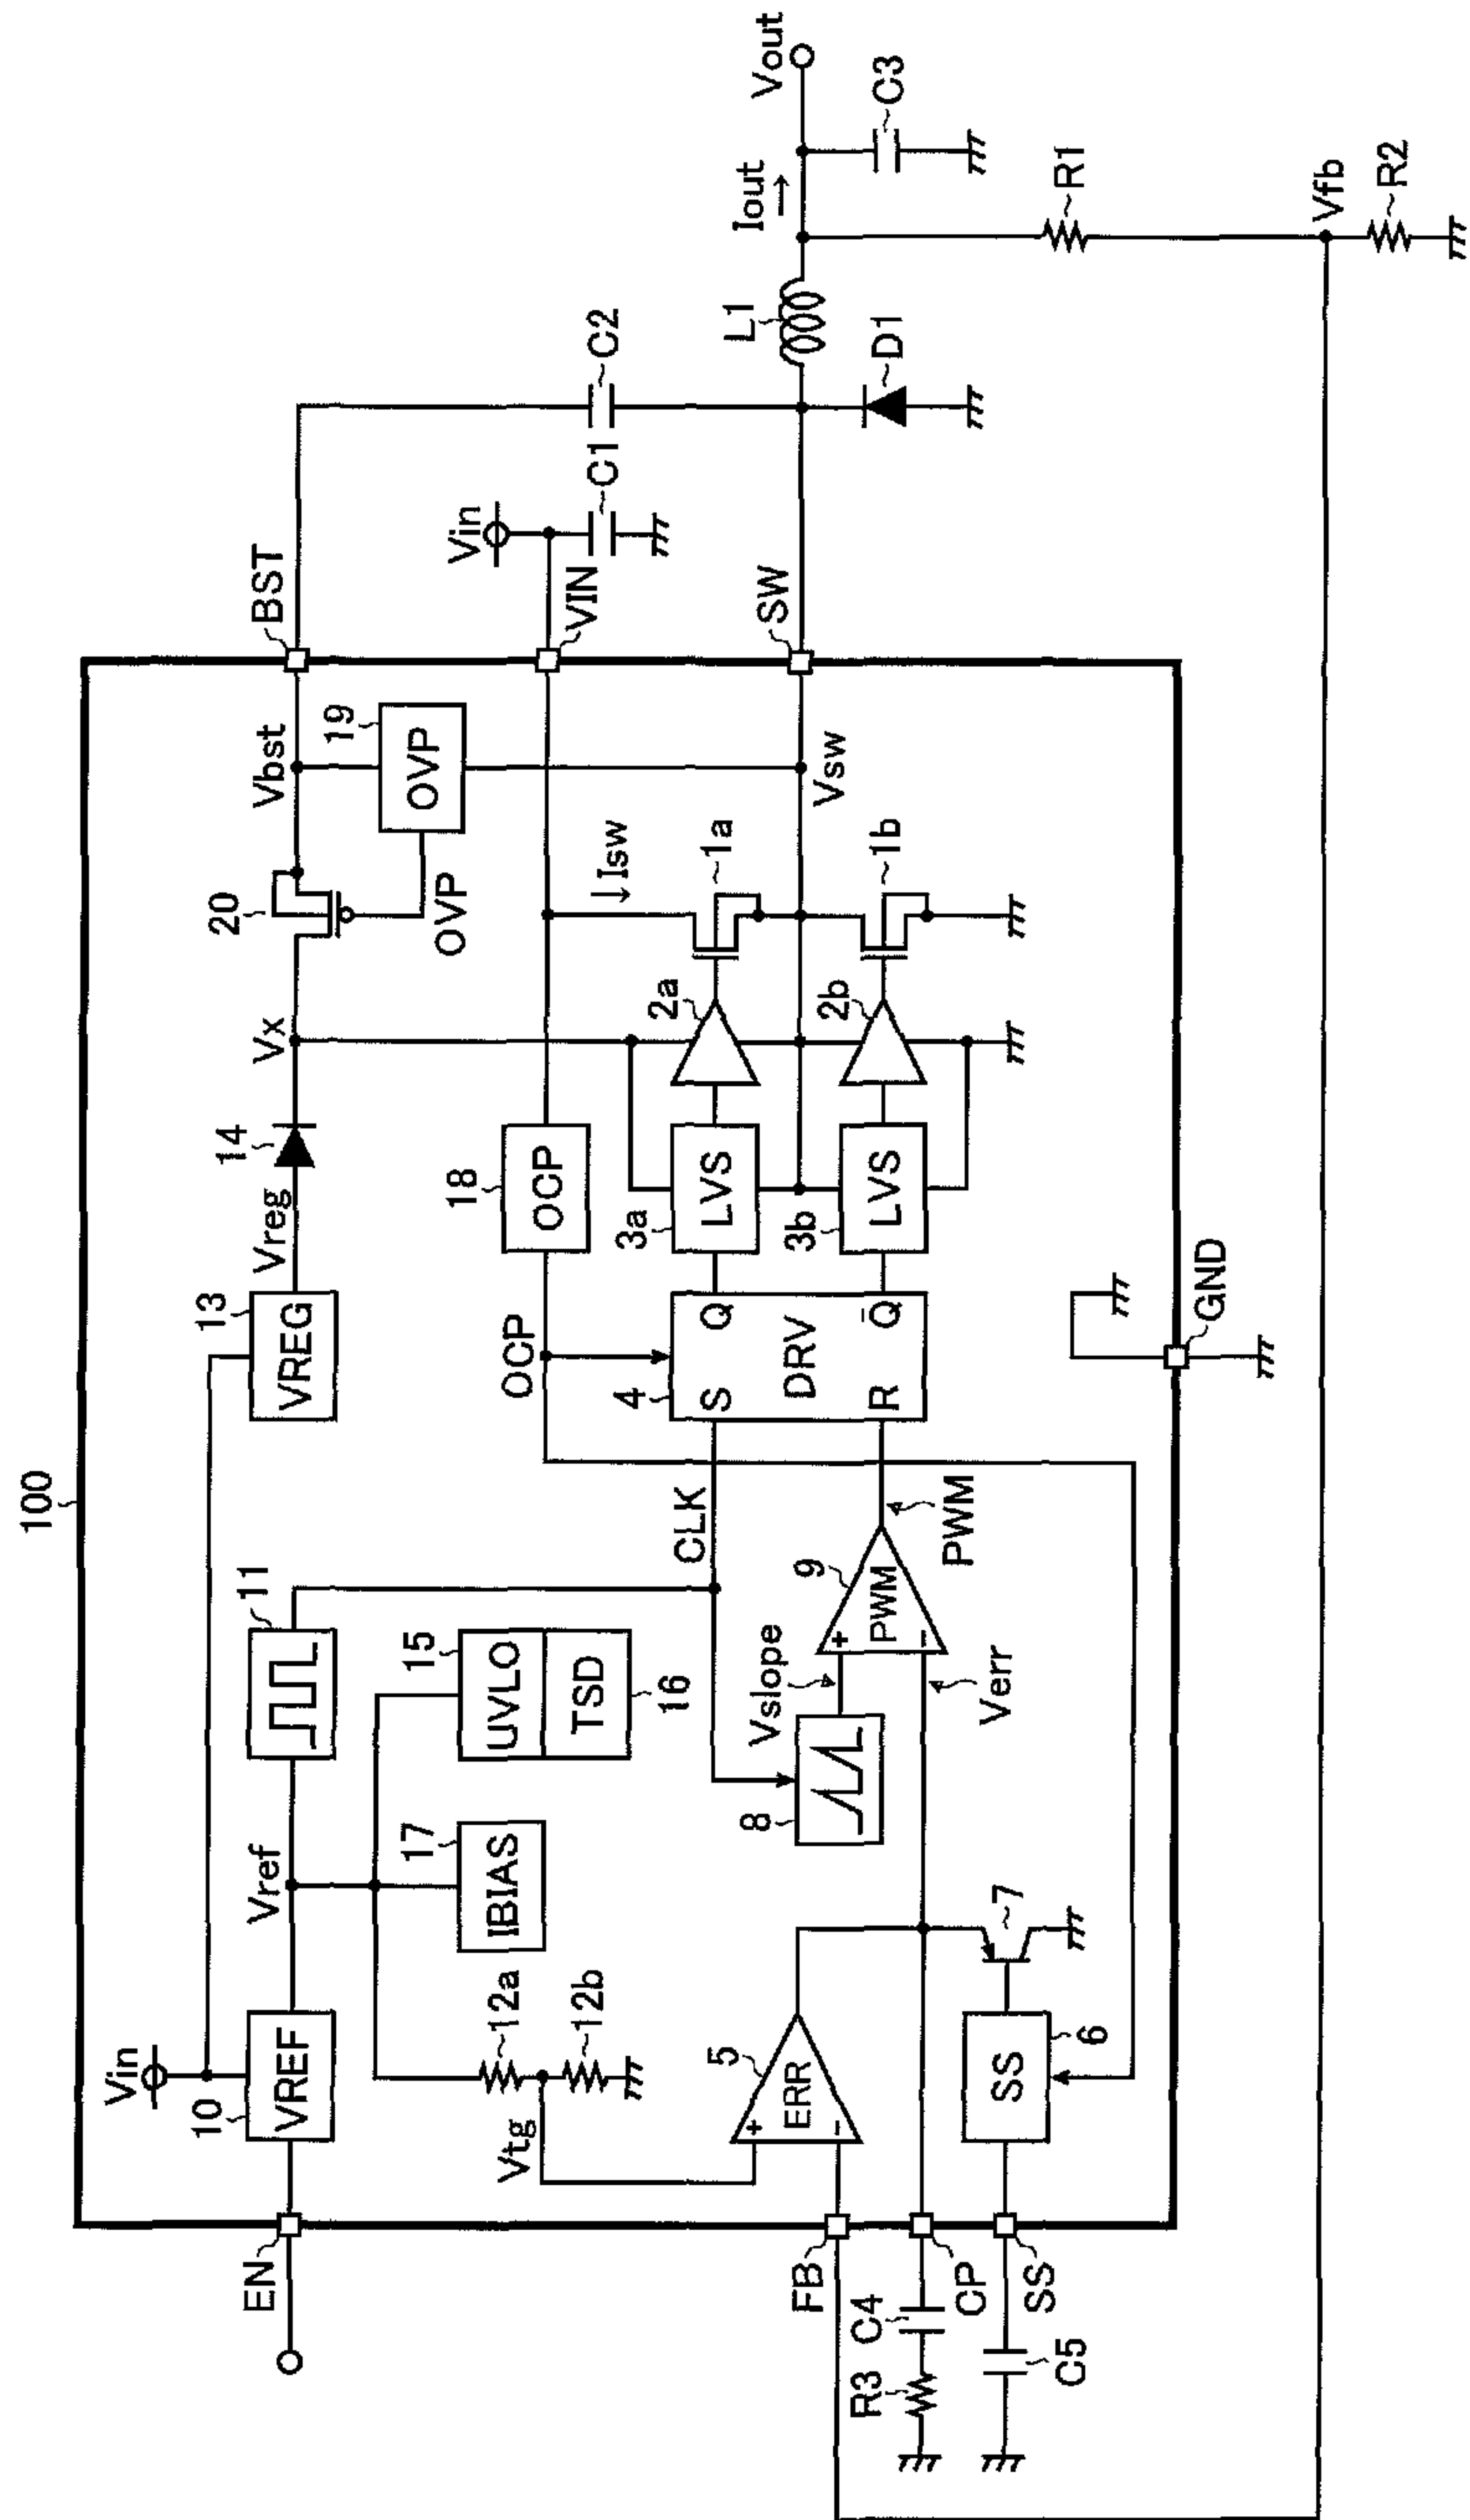 100
Vin
10
VREF
EN
Vref
11
13
VREG
Vreg
14
Vx
20
Vbst
BST
OVP
19
OVP
17
IBIAS
15
UVLO
TSD
16
12a
12b
Vtg
18
OCP
OCP
Isw
VIN
Vin
C1
C2
CLK
4
S
Q
DRV
R
Q̅
3a
LVS
3b
LVS
2a
2b
1a
1b
Vsw
SW
L1
D1
Iout
Vout
C3
R1
Vfb
R2
5
ERR
+
−
8
Vslope
9
PWM
+
−
PWM
Verr
7
SS
6
GND
FB
CP
SS
C4
R3
C5